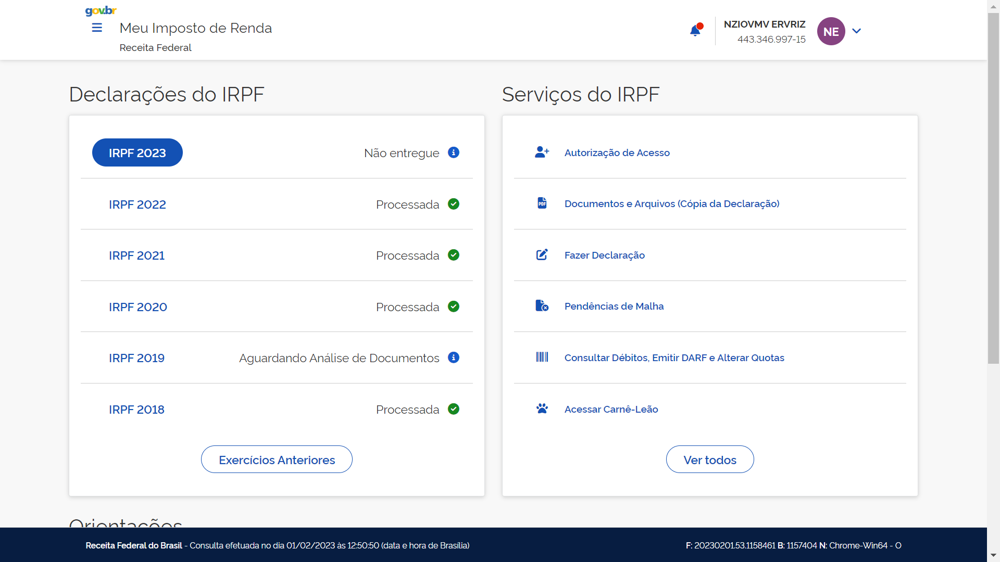 gov.br
Meu Imposto de Renda
Receita Federal
NZIOVMV ERVRIZ
443.346.997-15
NE
Declarações do IRPF
IRPF 2023 Não entregue
IRPF 2022 Processada
IRPF 2021 Processada
IRPF 2020 Processada
IRPF 2019 Aguardando Análise de Documentos
IRPF 2018 Processada
Exercícios Anteriores
Serviços do IRPF
Autorização de Acesso
PDF Documentos e Arquivos (Cópia da Declaração)
Fazer Declaração
Pendências de Malha
Consultar Débitos, Emitir DARF e Alterar Quotas
Acessar Carnê-Leão
Ver todos
Orientações
Receita Federal do Brasil - Consulta efetuada no dia 01/02/2023 às 12:50:50 (data e hora de Brasília)
F: 20230201.53.1158461 B: 1157404 N: Chrome-Win64 - O